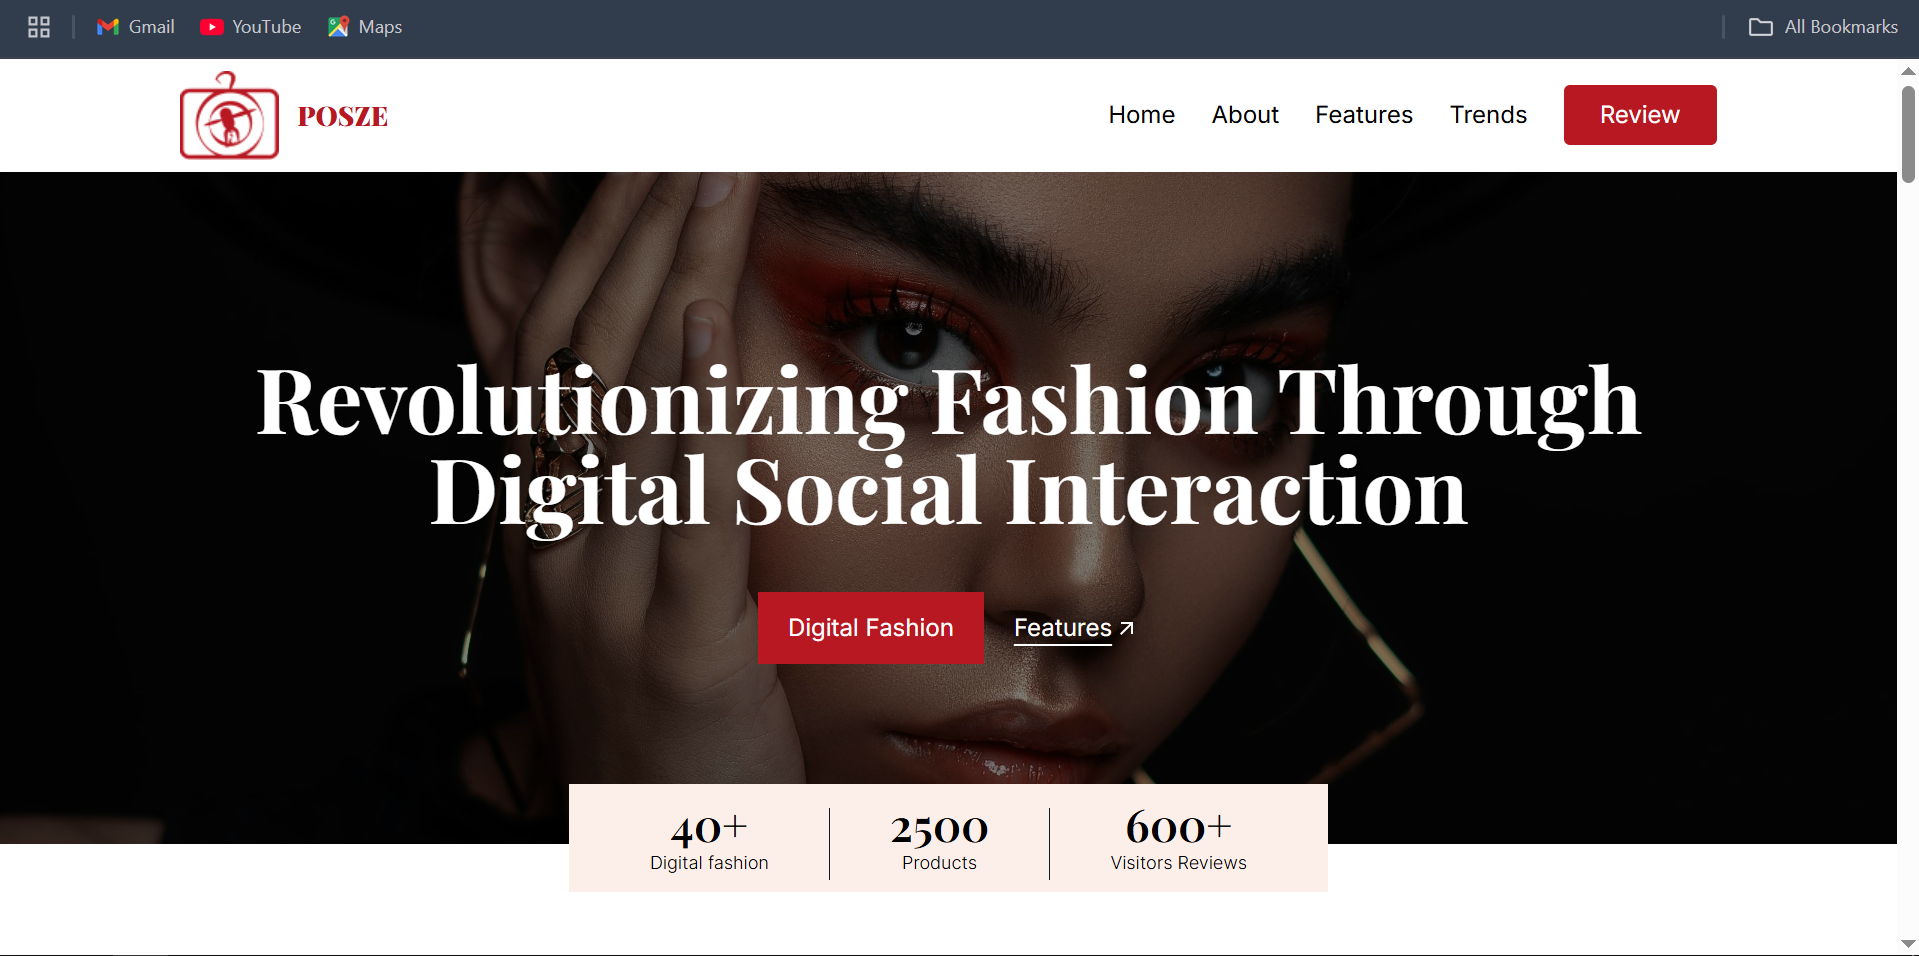 Gmail YouTube Maps All Bookmarks
POSZE Home About Features Trends Review
Revolutionizing Fashion Through
Digital Social Interaction
Digital Fashion Features
40+ 2500 600+
Digital fashion Products Visitors Reviews